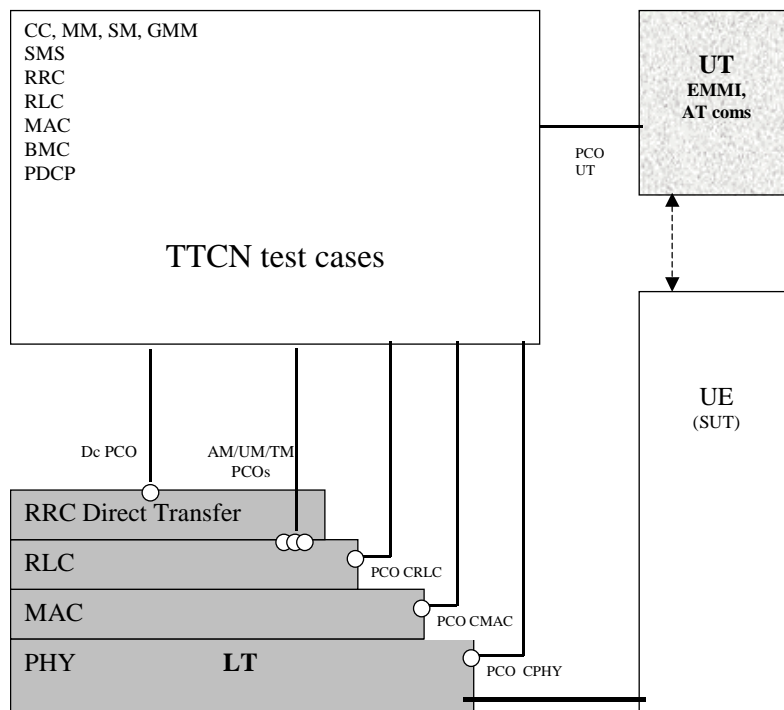 CC, MM, SM, GMM
SMS
RRC
RLC
MAC
BMC
PDCP
TTCN test cases
UT
EMMI,
AT coms
PCO
UT
UE
(SUT)
Dc PCO
AM/UM/TM
PCOs
RRC Direct Transfer
RLC
PCO CRLC
MAC
PCO CMAC
PHY LT
PCO CPHY